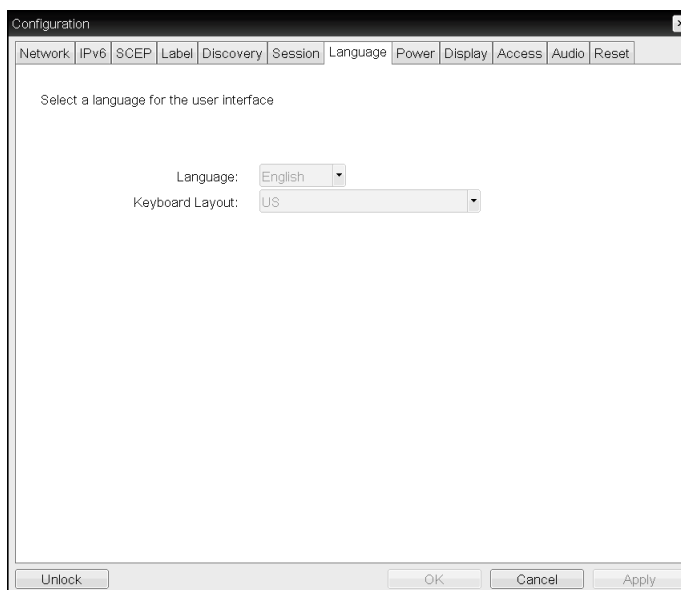 Configuration
Network IPv6 SCEP Label Discovery Session Language Power Display Access Audio Reset
Select a language for the user interface
Language: English
Keyboard Layout: US
Unlock OK Cancel Apply